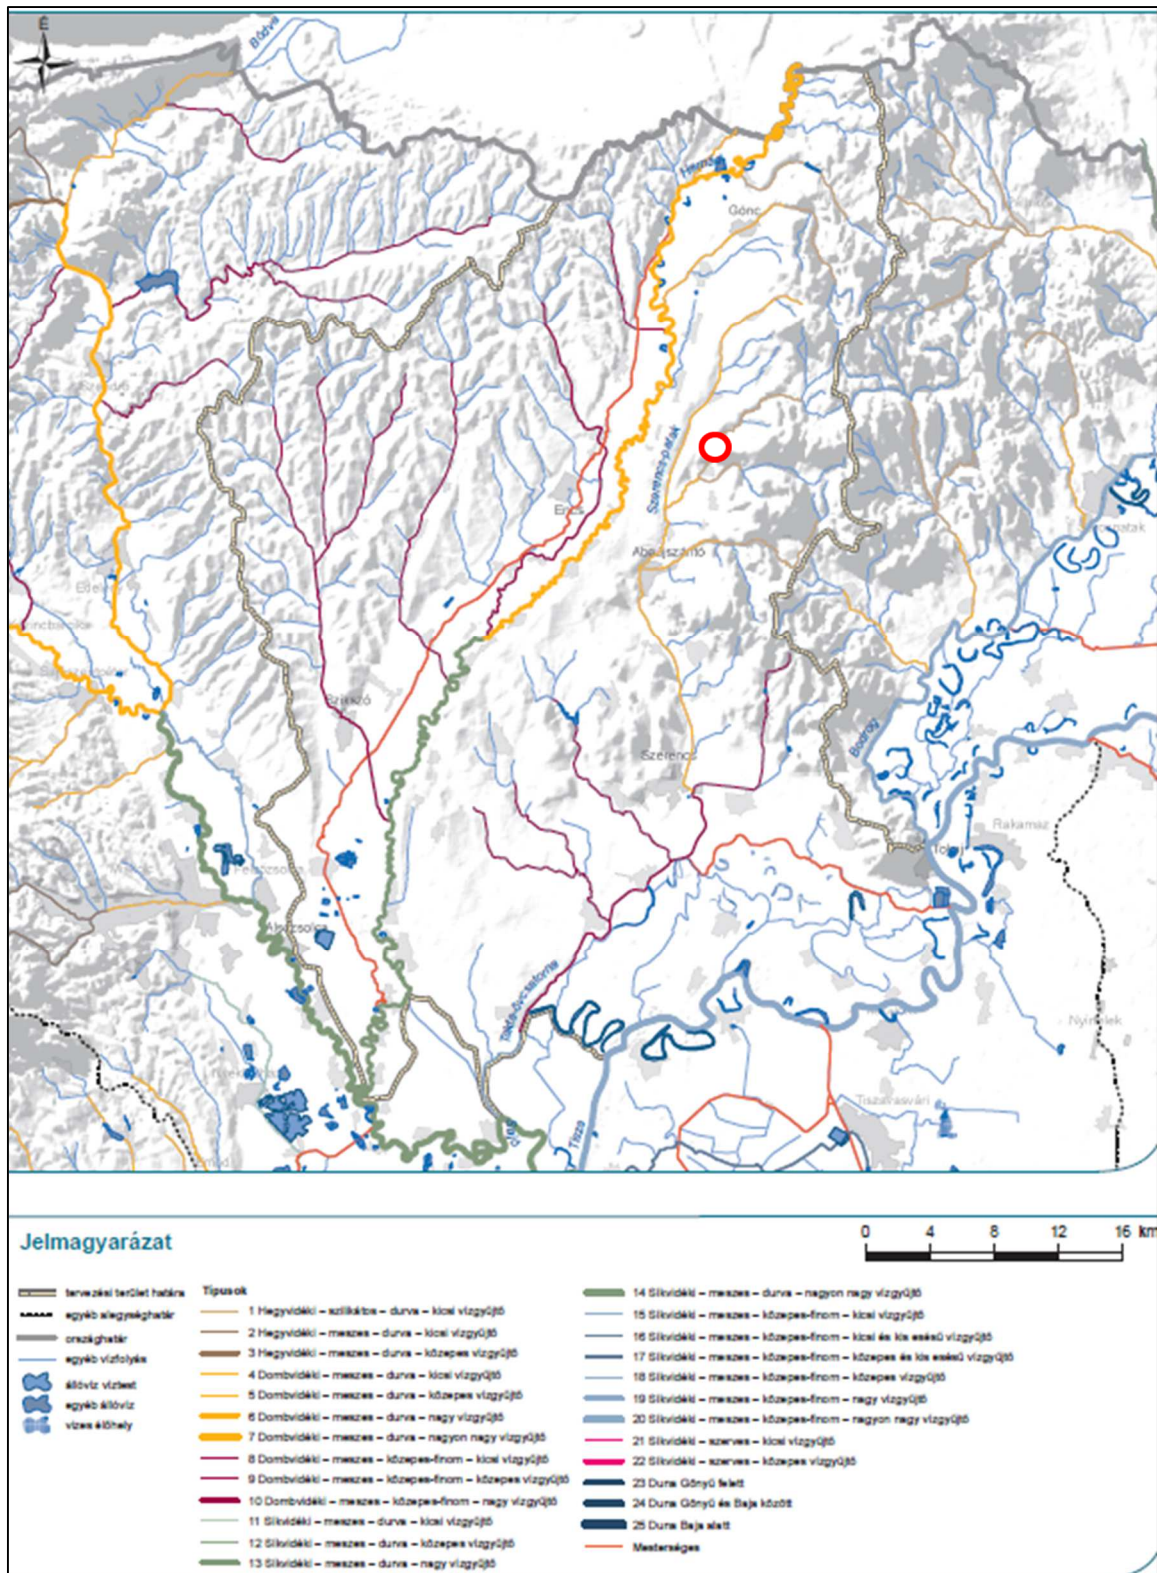 É
Bódva
Hernád
Gönc
Szendrő
Szerencs-patak
Encs
Abaújszántó
Edelény
Szikszó
Szerencs
Bodrog
Rakamaz
Tokaj
Felsőzsolca
Alsózsolca
Takta-övcsatorna
Tiszavasvári
Tisza
Sajó
Jelmagyarázat
0 4 8 12 16 km
tervezési terület határa
egyéb alegységhatár
országhatár
egyéb vízfolyás
állóvíz víztest
egyéb állóvíz
vizes élőhely
Típusok
1 Hegyvidéki – szilikátos – durva – kicsi vízgyűjtő
2 Hegyvidéki – meszes – durva – kicsi vízgyűjtő
3 Hegyvidéki – meszes – durva – közepes vízgyűjtő
4 Dombvidéki – meszes – durva – kicsi vízgyűjtő
5 Dombvidéki – meszes – durva – közepes vízgyűjtő
6 Dombvidéki – meszes – durva – nagy vízgyűjtő
7 Dombvidéki – meszes – durva – nagyon nagy vízgyűjtő
8 Dombvidéki – meszes – közepes-finom – kicsi vízgyűjtő
9 Dombvidéki – meszes – közepes-finom – közepes vízgyűjtő
10 Dombvidéki – meszes – közepes-finom – nagy vízgyűjtő
11 Síkvidéki – meszes – durva – kicsi vízgyűjtő
12 Síkvidéki – meszes – durva – közepes vízgyűjtő
13 Síkvidéki – meszes – durva – nagy vízgyűjtő
14 Síkvidéki – meszes – durva – nagyon nagy vízgyűjtő
15 Síkvidéki – meszes – közepes-finom – kicsi vízgyűjtő
16 Síkvidéki – meszes – közepes-finom – kicsi és kis esésű vízgyűjtő
17 Síkvidéki – meszes – közepes-finom – közepes és kis esésű vízgyűjtő
18 Síkvidéki – meszes – közepes-finom – közepes vízgyűjtő
19 Síkvidéki – meszes – közepes-finom – nagy vízgyűjtő
20 Síkvidéki – meszes – közepes-finom – nagyon nagy vízgyűjtő
21 Síkvidéki – szerves – kicsi vízgyűjtő
22 Síkvidéki – szerves – közepes vízgyűjtő
23 Duna Gönyű felett
24 Duna Gönyű és Baja között
25 Duna Baja alatt
Mesterséges